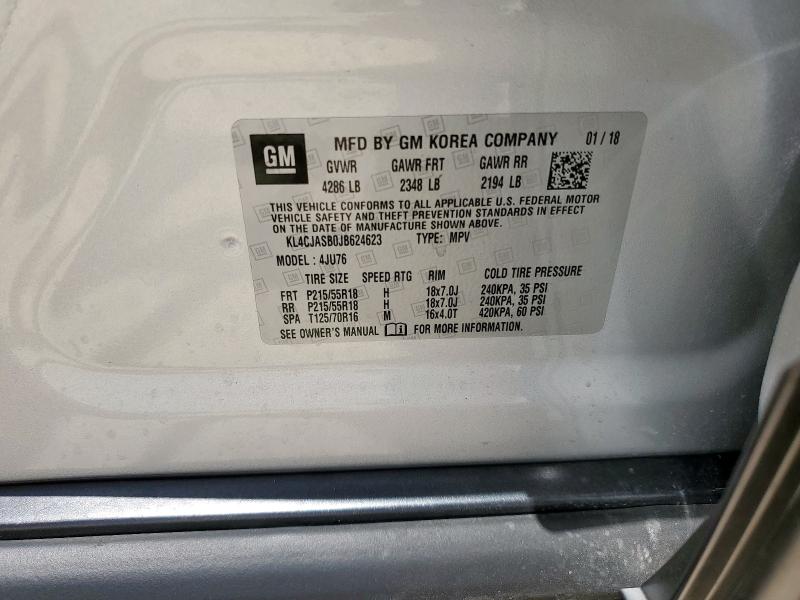 GM
MFD BY GM KOREA COMPANY 01 / 18
GVWR GAWR FRT GAWR RR
4286 LB 2348 LB 2194 LB
THIS VEHICLE CONFORMS TO ALL APPLICABLE U.S. FEDERAL MOTOR
VEHICLE SAFETY AND THEFT PREVENTION STANDARDS IN EFFECT
ON THE DATE OF MANUFACTURE SHOWN ABOVE.
KL4CJASB0JB624623 TYPE: MPV
MODEL : 4JU76
TIRE SIZE SPEED RTG RIM COLD TIRE PRESSURE
FRT P215/55R18 H 18x7.0J 240KPA, 35 PSI
RR P215/55R18 H 18x7.0J 240KPA, 35 PSI
SPA T125/70R16 M 16x4.0T 420KPA, 60 PSI
SEE OWNER'S MANUAL FOR MORE INFORMATION.